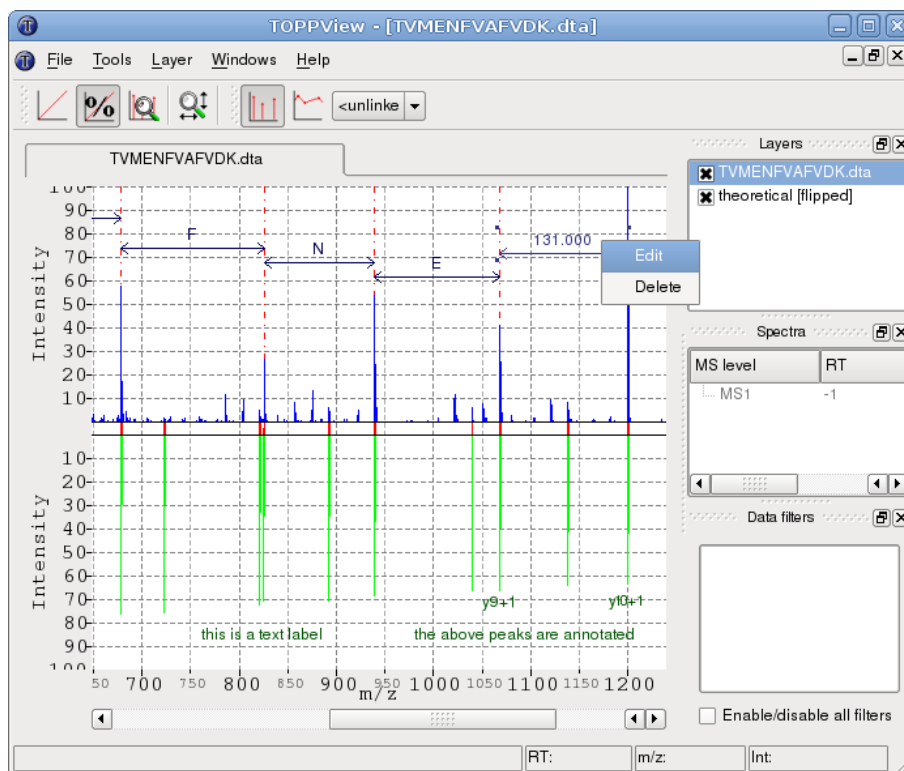 TOPPView - [TVMENFVAFVDK.dta]
File Tools Layer Windows Help
%
<unlinke
TVMENFVAFVDK.dta
Layers
TVMENFVAFVDK.dta
theoretical [flipped]
100
90
80
70
60
50
40
30
20
10
Intensity
F
N
E
131.000
Edit
Delete
Spectra
MS level RT
MS1 -1
10
20
30
40
50
60
70
80
90
100
Intensity
y9+1
y10+1
this is a text label
the above peaks are annotated
50 700 750 800 850 900 950 1000 1050 1100 1150 1200
m/z
Data filters
Enable/disable all filters
RT: m/z: Int: